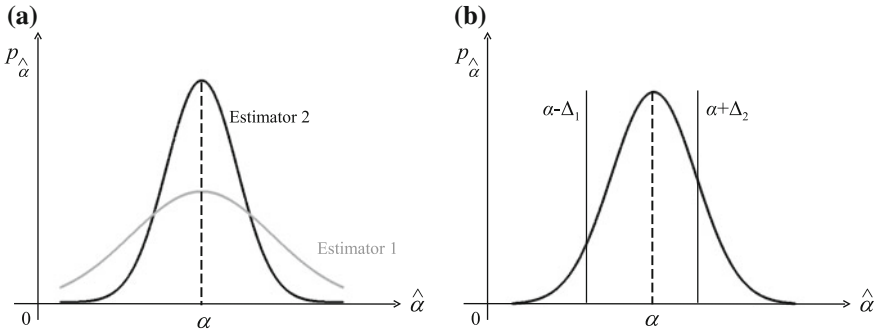 (a)
p_α̂
Estimator 2
Estimator 1
0
α
α̂
(b)
p_α̂
α-Δ₁
α+Δ₂
0
α
α̂